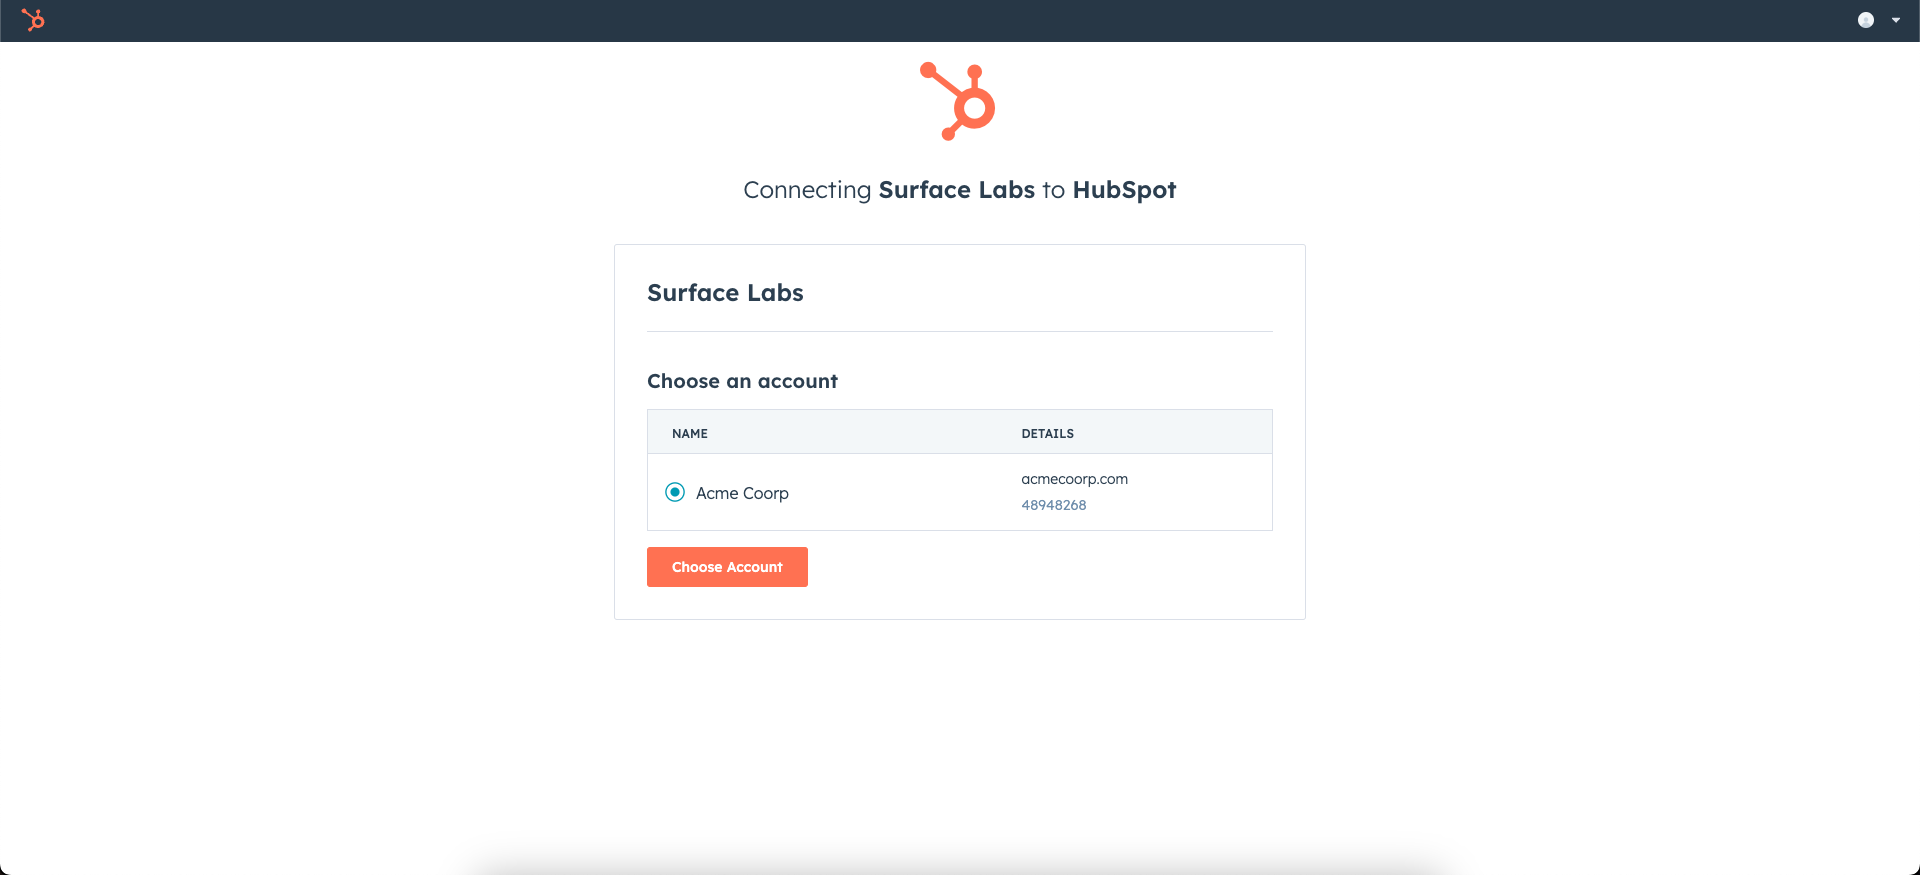 Connecting Surface Labs to HubSpot
Surface Labs
Choose an account
NAME DETAILS
Acme Coorp
acmecoorp.com
48948268
Choose Account